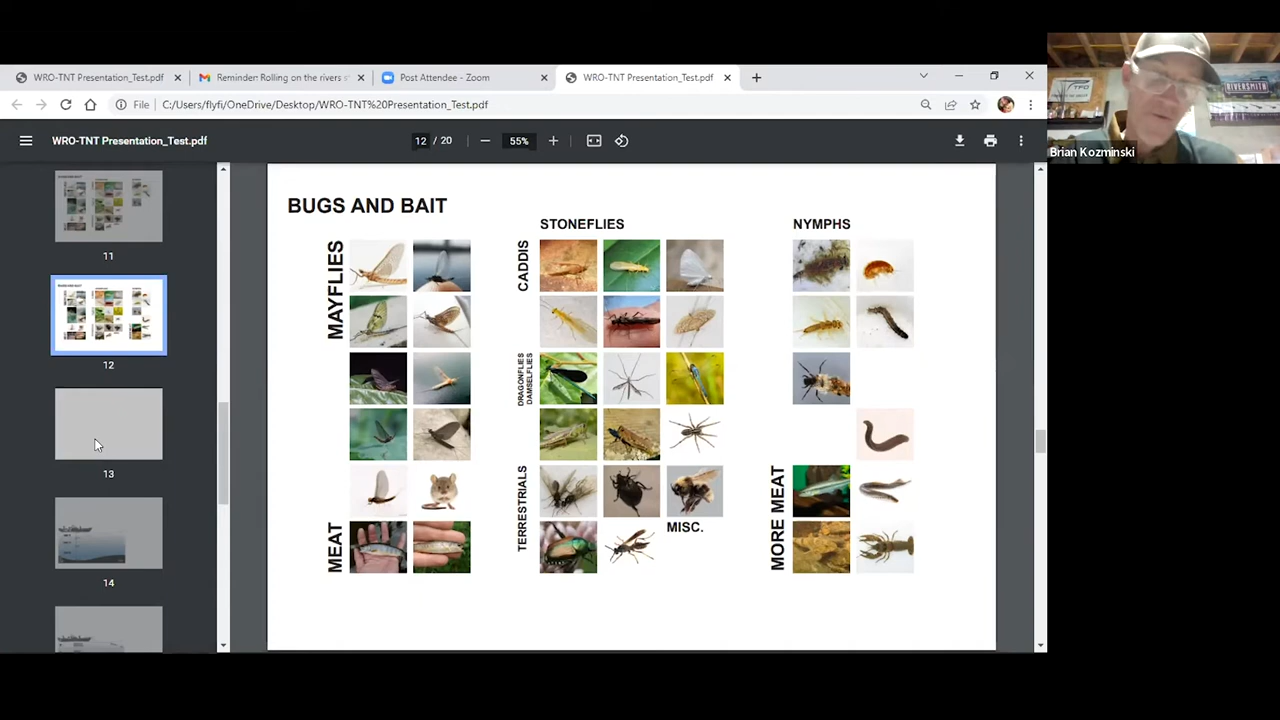 WRO-TNT Presentation_Test.pdf
Reminder: Rolling on the rivers s
Post Attendee - Zoom
WRO-TNT Presentation_Test.pdf
File
C:/Users/flyfi/OneDrive/Desktop/WRO-TNT%20Presentation_Test.pdf
WRO-TNT Presentation_Test.pdf
12 / 20
55%
Brian Kozminski
TFO
RIVERSMITH
11
12
13
14
BUGS AND BAIT
MAYFLIES
MEAT
STONEFLIES
CADDIS
DRAGONFLIES
DAMSELFLIES
TERRESTRIALS
MISC.
NYMPHS
MORE MEAT